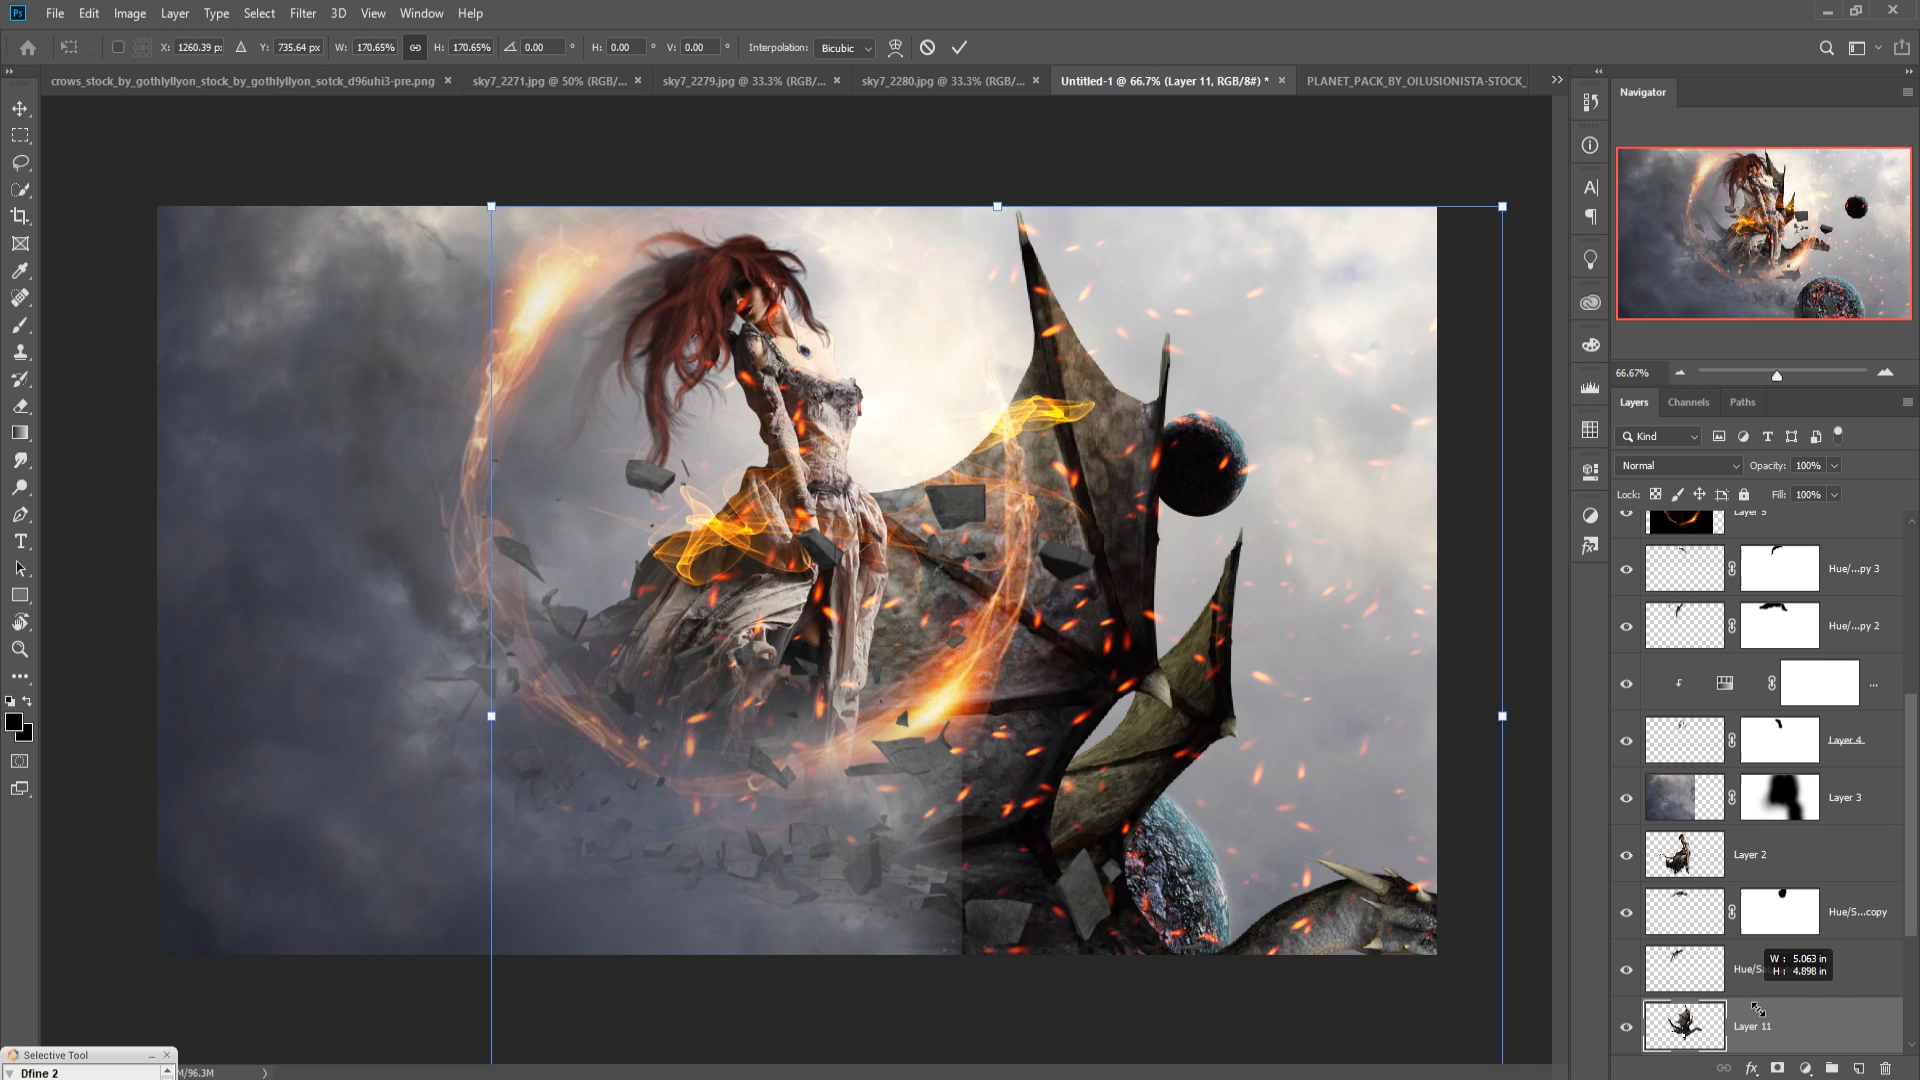 Ps File Edit Image Layer Type Select Filter 3D View Window Help
X: 1260.39 p Y: 735.64 px W: 170.65% H: 170.65% 0.00 ° H: 0.00 ° V: 0.00 ° Interpolation: Bicubic
crows_stock_by_gothlyllyon_stock_by_gothlyllyon_sotck_d96uhi3-pre.png × sky7_2271.jpg @ 50% (RGB/... × sky7_2279.jpg @ 33.3% (RGB/... × sky7_2280.jpg @ 33.3% (RGB/... × Untitled-1 @ 66.7% (Layer 11, RGB/8#) * × PLANET_PACK_BY_OILUSIONISTA-STOCK_
Navigator
66.67%
Layers Channels Paths
Kind
Normal Opacity: 100%
Lock: Fill: 100%
Layer 5
Hue/...py 3
Hue/...py 2
...
Layer 4
Layer 3
Layer 2
Hue/S...copy
Hue/S
W : 5.063 in
H : 4.898 in
Layer 11
Selective Tool
Dfine 2
M/96.3M